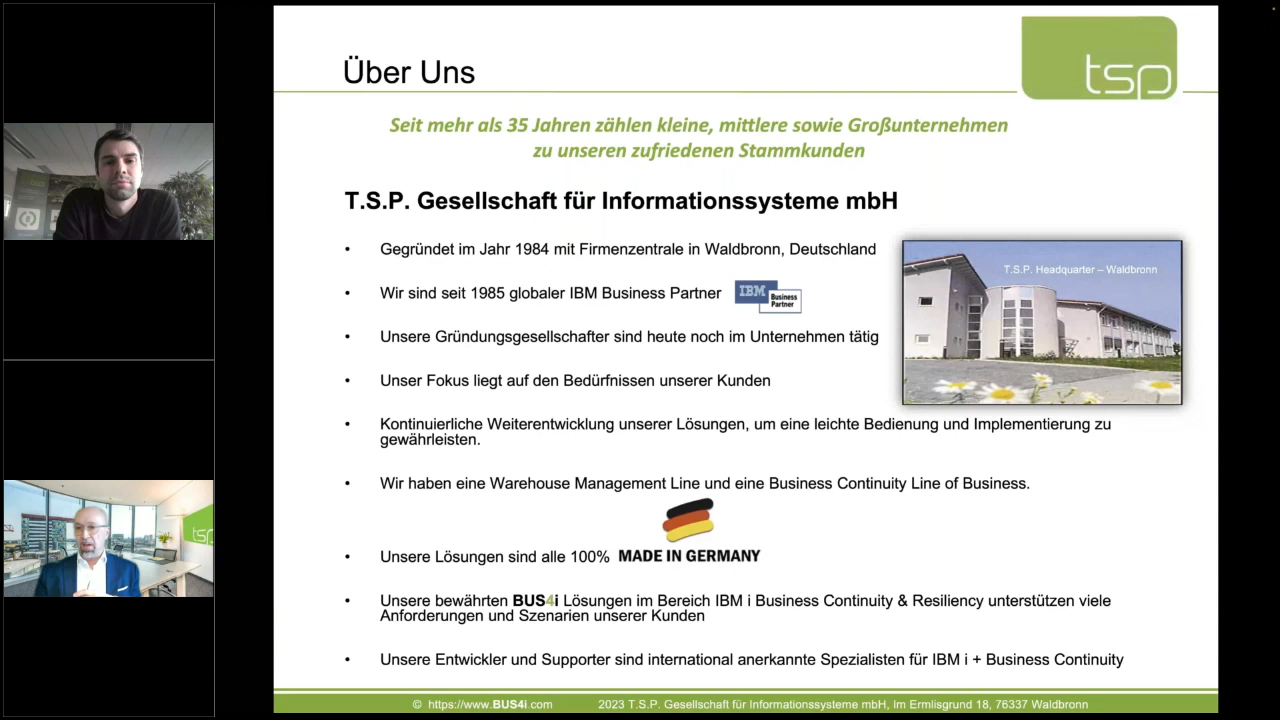 Über Uns
tsp
Seit mehr als 35 Jahren zählen kleine, mittlere sowie Großunternehmen
zu unseren zufriedenen Stammkunden
T.S.P. Gesellschaft für Informationssysteme mbH
• Gegründet im Jahr 1984 mit Firmenzentrale in Waldbronn, Deutschland
T.S.P. Headquarter – Waldbronn
• Wir sind seit 1985 globaler IBM Business Partner
IBM
Business
Partner
• Unsere Gründungsgesellschafter sind heute noch im Unternehmen tätig
• Unser Fokus liegt auf den Bedürfnissen unserer Kunden
• Kontinuierliche Weiterentwicklung unserer Lösungen, um eine leichte Bedienung und Implementierung zu
gewährleisten.
• Wir haben eine Warehouse Management Line und eine Business Continuity Line of Business.
• Unsere Lösungen sind alle 100% MADE IN GERMANY
• Unsere bewährten BUS4i Lösungen im Bereich IBM i Business Continuity & Resiliency unterstützen viele
Anforderungen und Szenarien unserer Kunden
• Unsere Entwickler und Supporter sind international anerkannte Spezialisten für IBM i + Business Continuity
© https://www.BUS4i.com 2023 T.S.P. Gesellschaft für Informationssysteme mbH, Im Ermlisgrund 18, 76337 Waldbronn
tsp